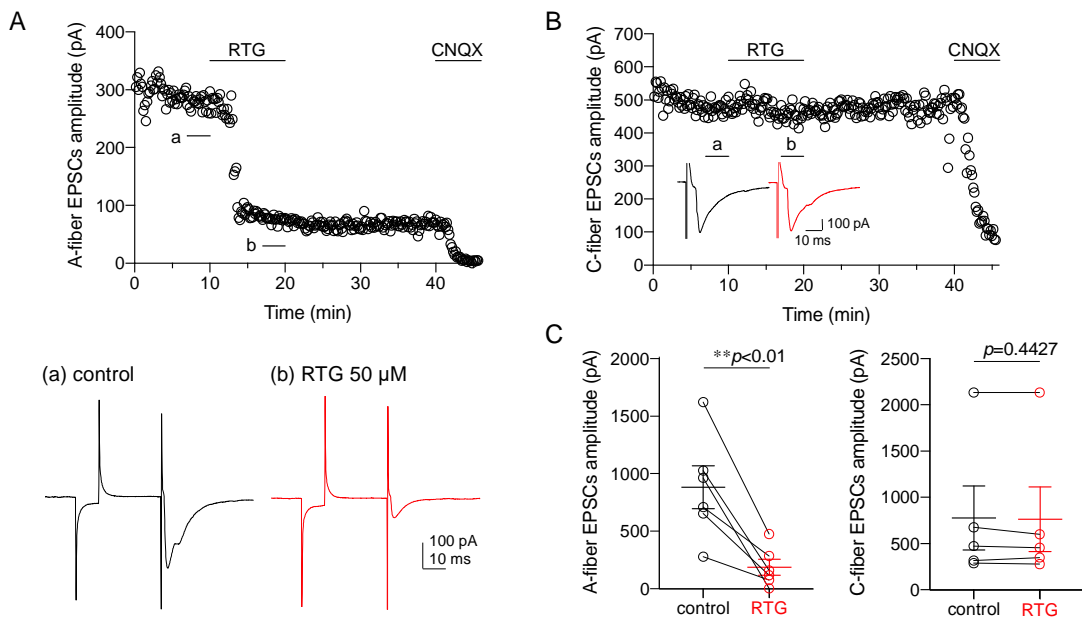 A
A-fiber EPSCs amplitude (pA)
400
300
200
100
0
RTG
CNQX
a
b
0 10 20 30 40
Time (min)
B
C-fiber EPSCs amplitude (pA)
700
600
500
400
300
200
100
0
RTG
CNQX
a
b
100 pA
10 ms
0 10 20 30 40
Time (min)
(a) control
(b) RTG 50 μM
100 pA
10 ms
C
A-fiber EPSCs amplitude (pA)
2000
1500
1000
500
0
**p<0.01
control RTG
C-fiber EPSCs amplitude (pA)
2500
2000
1500
1000
500
0
p=0.4427
control RTG